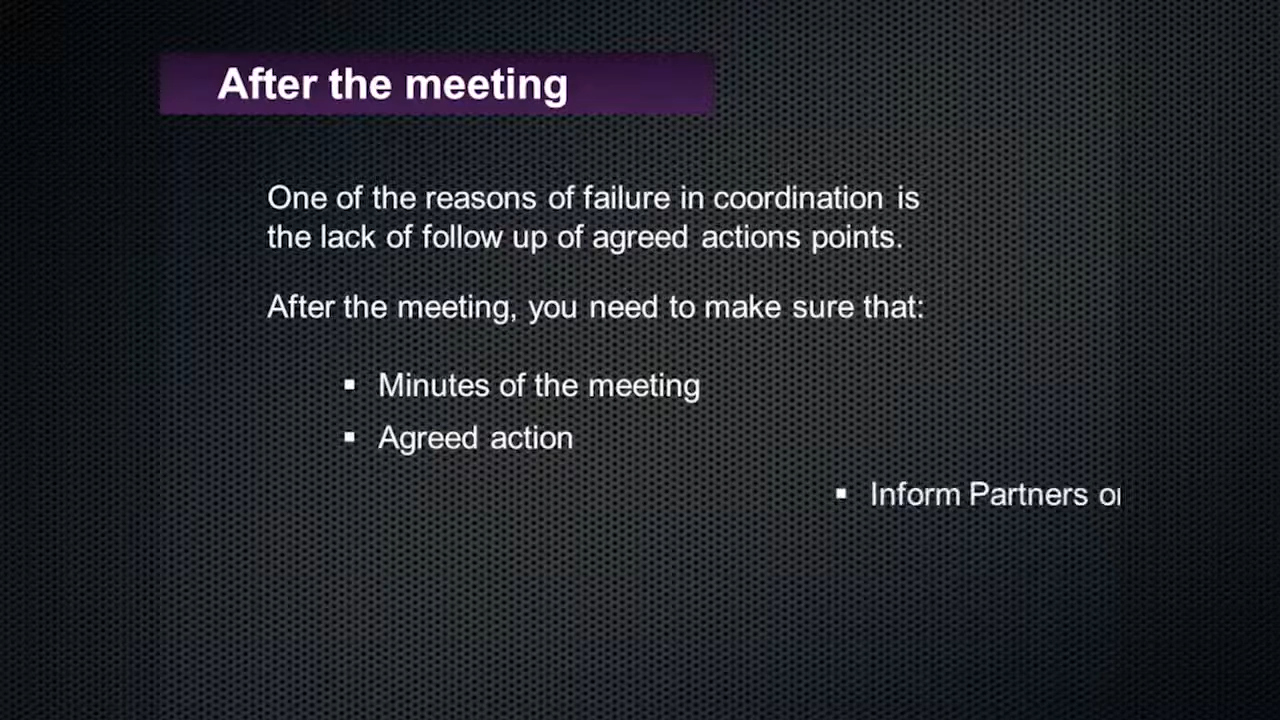 After the meeting
One of the reasons of failure in coordination is
the lack of follow up of agreed actions points.
After the meeting, you need to make sure that:
▪ Minutes of the meeting
▪ Agreed action
▪ Inform Partners